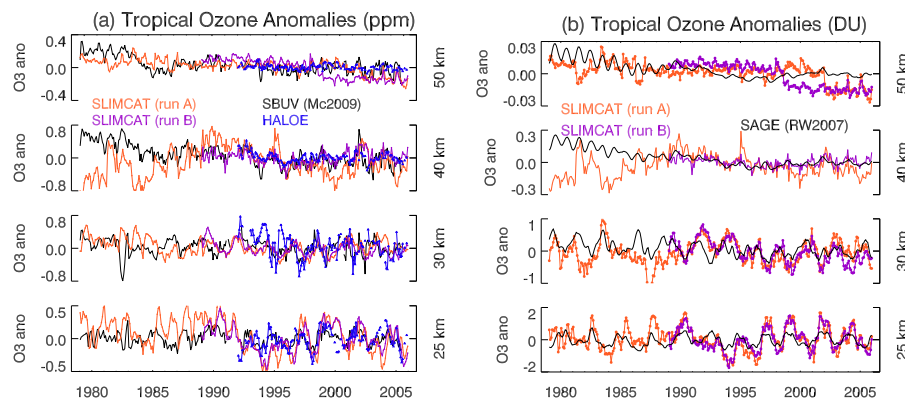 (a) Tropical Ozone Anomalies (ppm)
0.4
0.0
-0.4
O3 ano
50 km
SLIMCAT (run A)
SLIMCAT (run B)
SBUV (Mc2009)
HALOE
0.8
0.0
-0.8
O3 ano
40 km
0.8
0.0
-0.8
O3 ano
30 km
0.5
0.0
-0.5
O3 ano
25 km
1980 1985 1990 1995 2000 2005
(b) Tropical Ozone Anomalies (DU)
0.03
0.00
-0.03
O3 ano
50 km
SLIMCAT (run A)
SLIMCAT (run B)
SAGE (RW2007)
0.3
0.0
-0.3
O3 ano
40 km
1
0
-1
O3 ano
30 km
2
0
-2
O3 ano
25 km
1980 1985 1990 1995 2000 2005